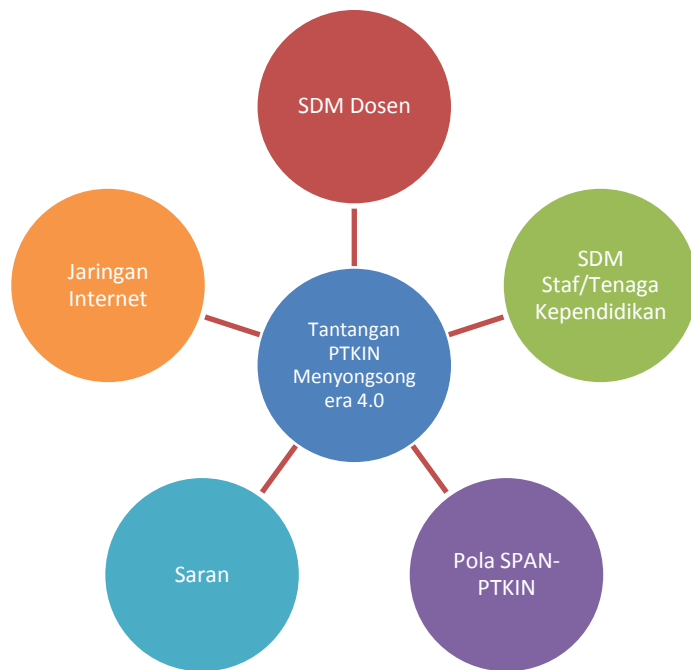 SDM Dosen
SDM
Staf/Tenaga
Kependidikan
Jaringan
Internet
Tantangan
PTKIN
Menyongsong
era 4.0
Pola SPAN-
PTKIN
Saran